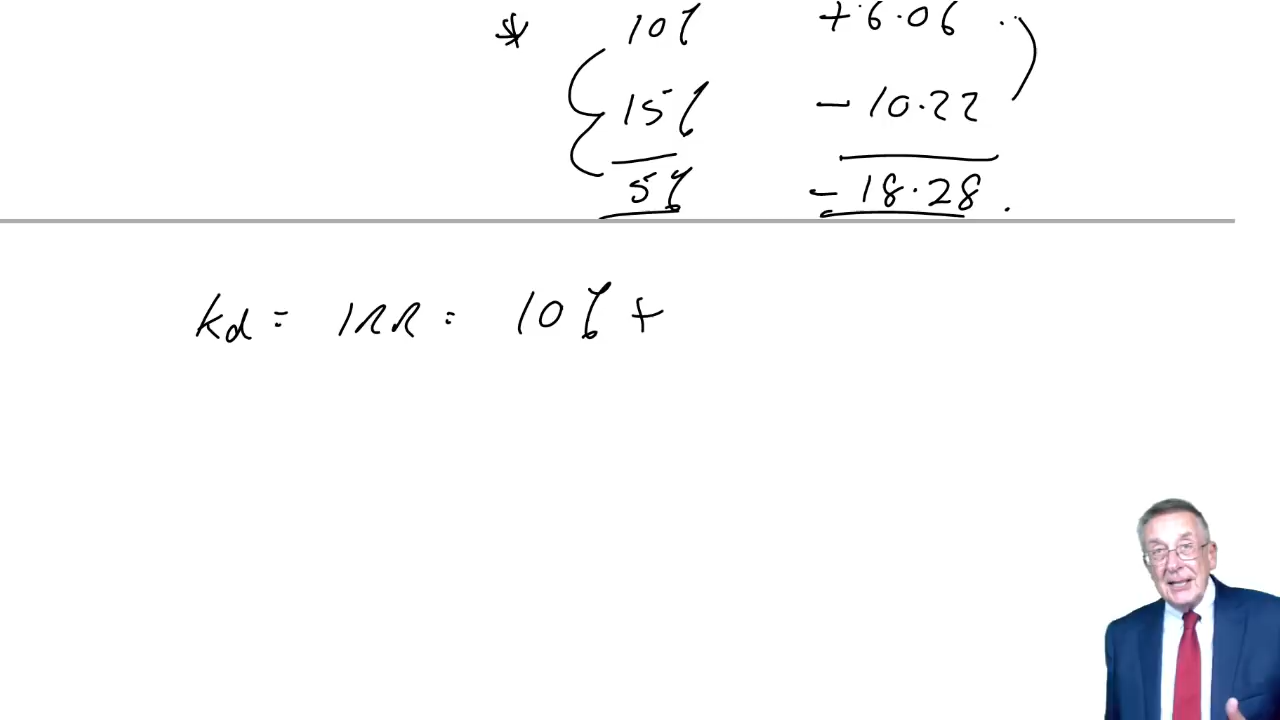 * 10% +6.06
15% - 10.22
5% - 18.28.
kd = IRR = 10% +